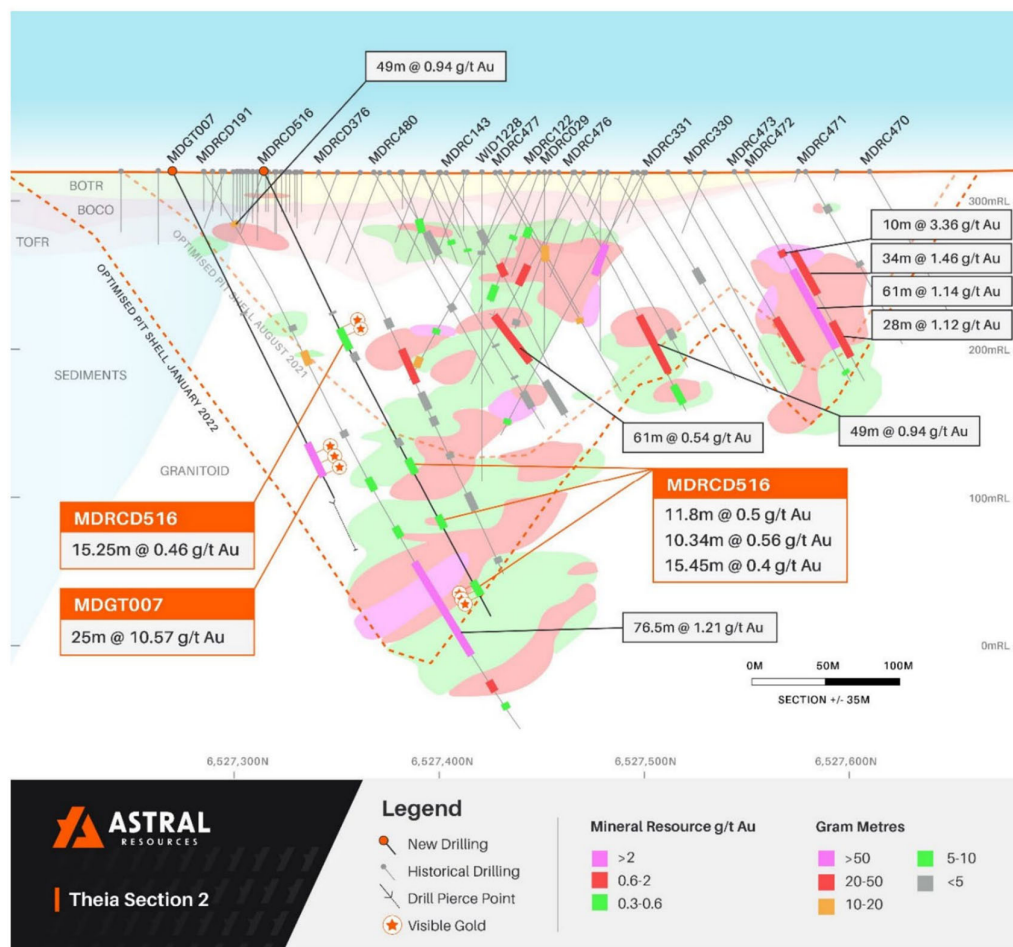 49m @ 0.94 g/t Au
MDGT007
MDRCD191
MDRCD516
MDRCD376
MDRC480
MDRC143
WID1228
MDRC477
MDRC122
MDRC029
MDRC476
MDRC331
MDRC330
MDRC473
MDRC472
MDRC471
MDRC470
BOTR
BOCO
TOFR
300mRL
10m @ 3.36 g/t Au
34m @ 1.46 g/t Au
61m @ 1.14 g/t Au
28m @ 1.12 g/t Au
200mRL
OPTIMISED PIT SHELL AUGUST 2021
OPTIMISED PIT SHELL JANUARY 2022
SEDIMENTS
GRANITOID
61m @ 0.54 g/t Au
49m @ 0.94 g/t Au
100mRL
MDRCD516
15.25m @ 0.46 g/t Au
MDGT007
25m @ 10.57 g/t Au
MDRCD516
11.8m @ 0.5 g/t Au
10.34m @ 0.56 g/t Au
15.45m @ 0.4 g/t Au
76.5m @ 1.21 g/t Au
0mRL
0M 50M 100M
SECTION +/- 35M
6,527,300N 6,527,400N 6,527,500N 6,527,600N
ASTRAL
RESOURCES
Theia Section 2
Legend
New Drilling
Historical Drilling
Drill Pierce Point
Visible Gold
Mineral Resource g/t Au
>2
0.6-2
0.3-0.6
Gram Metres
>50
20-50
10-20
5-10
<5